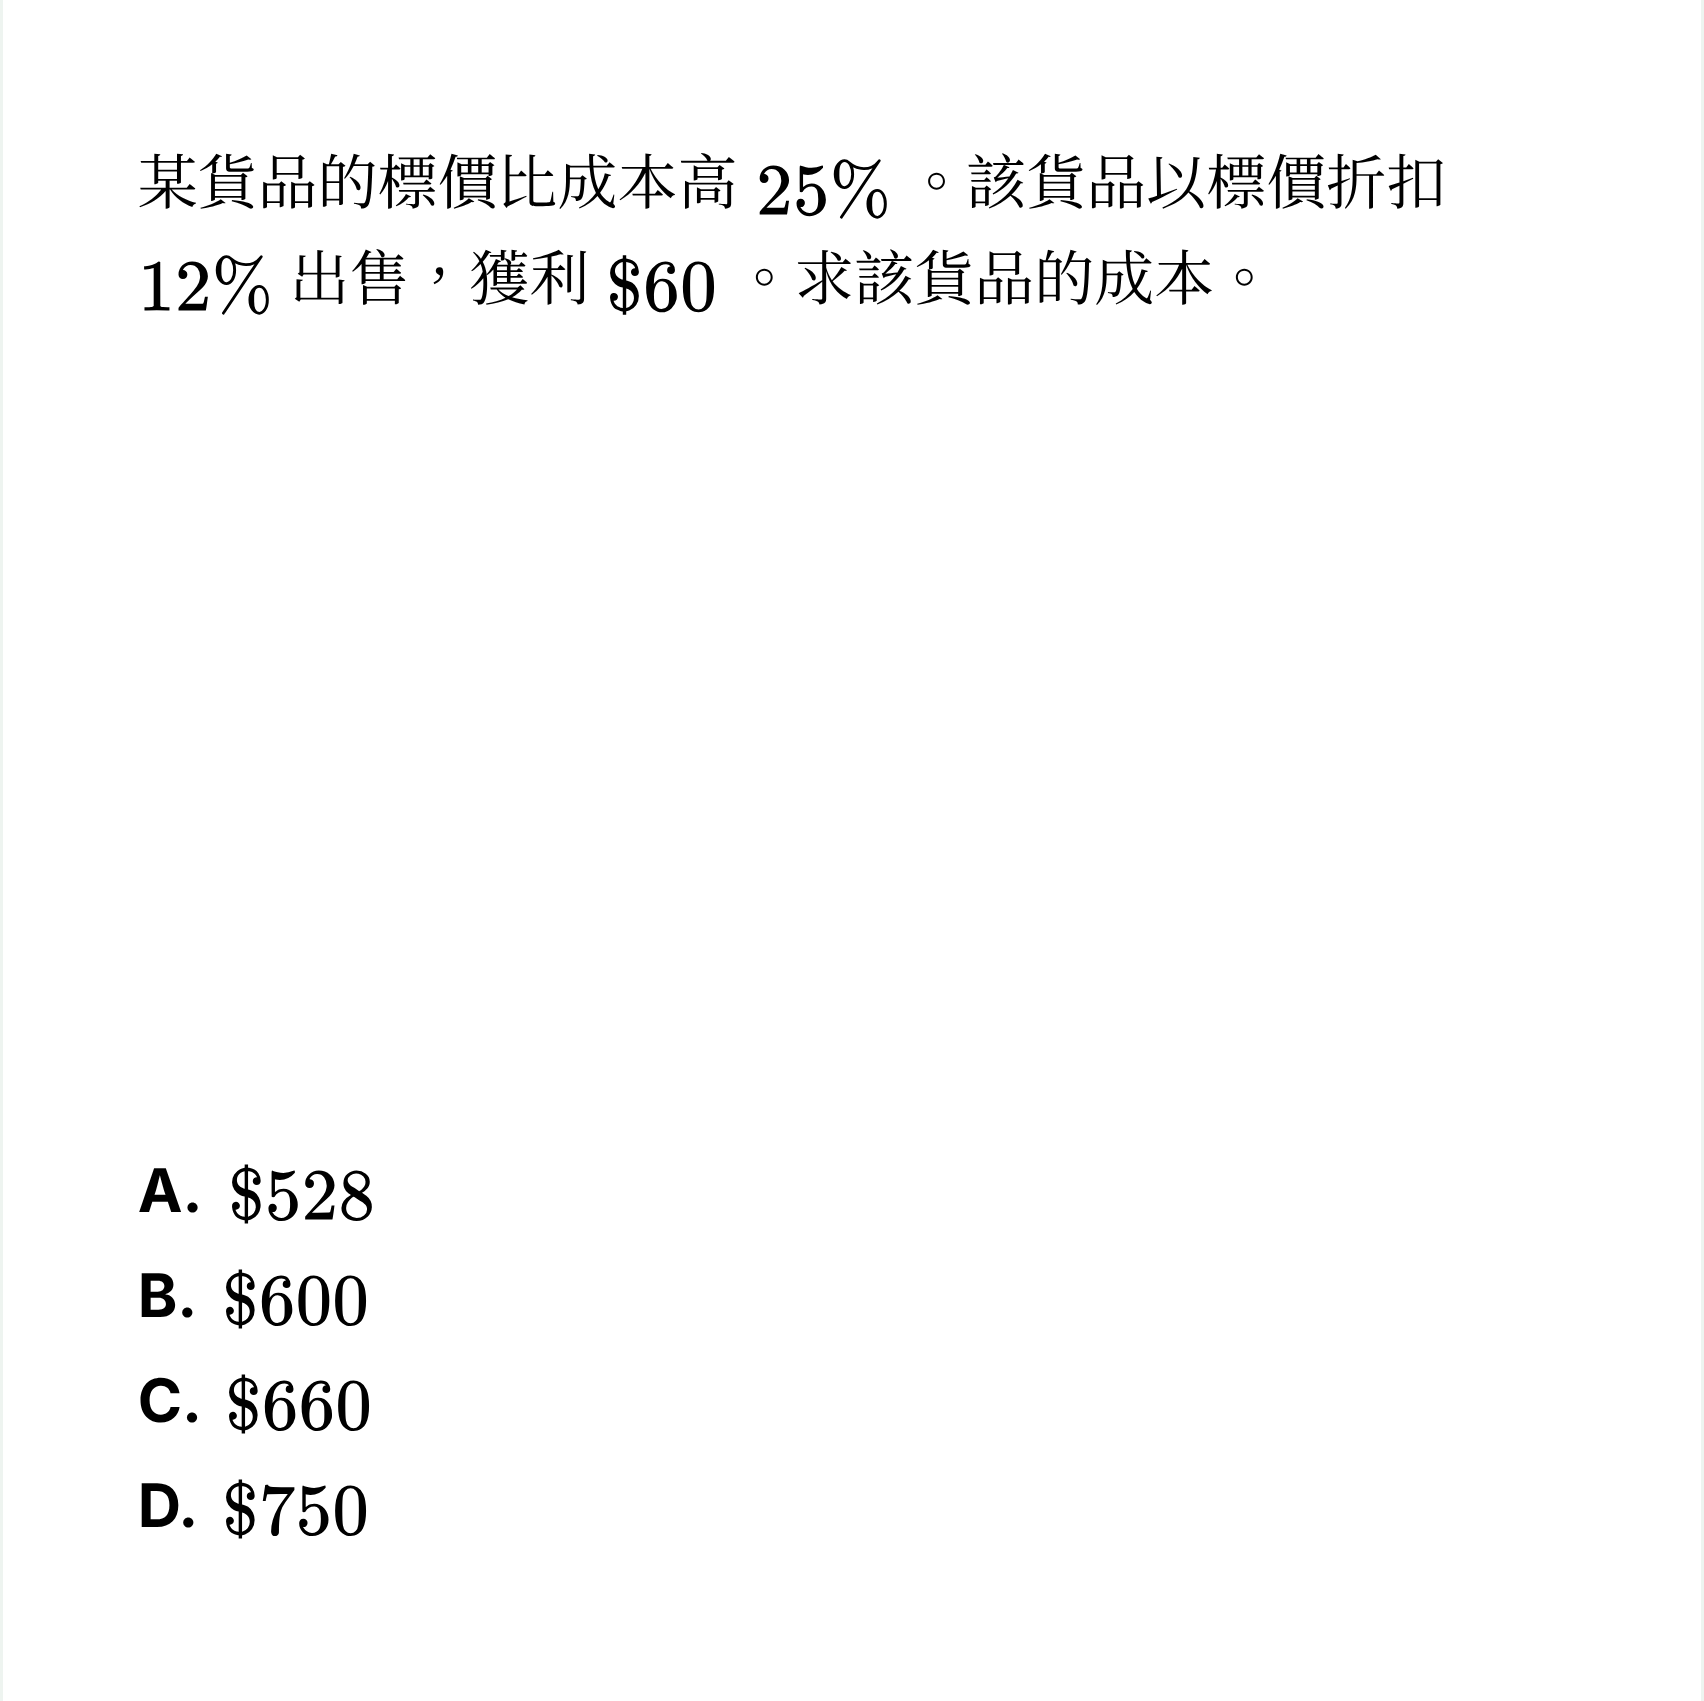 某貨品的標價比成本高 25% 。該貨品以標價折扣
12% 出售，獲利 $60 。求該貨品的成本。
A. $528
B. $600
C. $660
D. $750